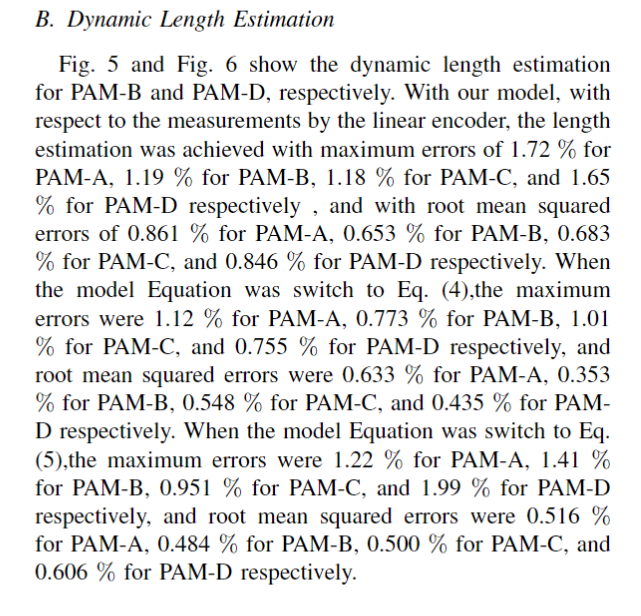 B. Dynamic Length Estimation
Fig. 5 and Fig. 6 show the dynamic length estimation
for PAM-B and PAM-D, respectively. With our model, with
respect to the measurements by the linear encoder, the length
estimation was achieved with maximum errors of 1.72 % for
PAM-A, 1.19 % for PAM-B, 1.18 % for PAM-C, and 1.65
% for PAM-D respectively , and with root mean squared
errors of 0.861 % for PAM-A, 0.653 % for PAM-B, 0.683
% for PAM-C, and 0.846 % for PAM-D respectively. When
the model Equation was switch to Eq. (4),the maximum
errors were 1.12 % for PAM-A, 0.773 % for PAM-B, 1.01
% for PAM-C, and 0.755 % for PAM-D respectively, and
root mean squared errors were 0.633 % for PAM-A, 0.353
% for PAM-B, 0.548 % for PAM-C, and 0.435 % for PAM-
D respectively. When the model Equation was switch to Eq.
(5),the maximum errors were 1.22 % for PAM-A, 1.41 %
for PAM-B, 0.951 % for PAM-C, and 1.99 % for PAM-D
respectively, and root mean squared errors were 0.516 %
for PAM-A, 0.484 % for PAM-B, 0.500 % for PAM-C, and
0.606 % for PAM-D respectively.